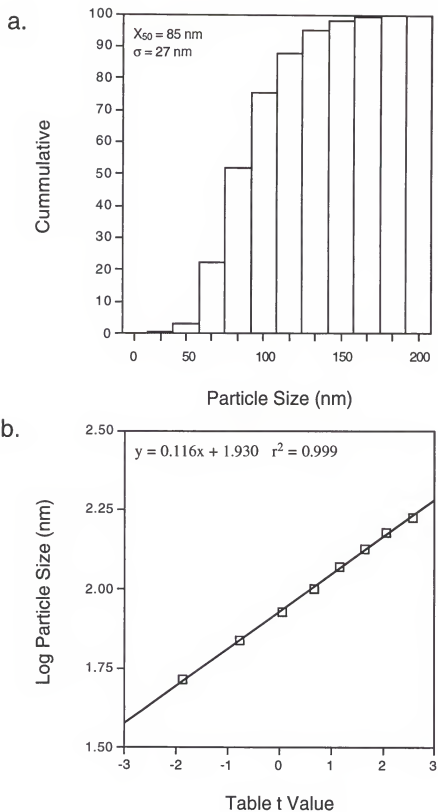 a.
100
90
80
70
60
50
40
30
20
10
0
X50 = 85 nm
σ = 27 nm
Cummulative
0 50 100 150 200
Particle Size (nm)
b.
2.50
2.25
2.00
1.75
1.50
y = 0.116x + 1.930 r² = 0.999
Log Particle Size (nm)
-3 -2 -1 0 1 2 3
Table t Value